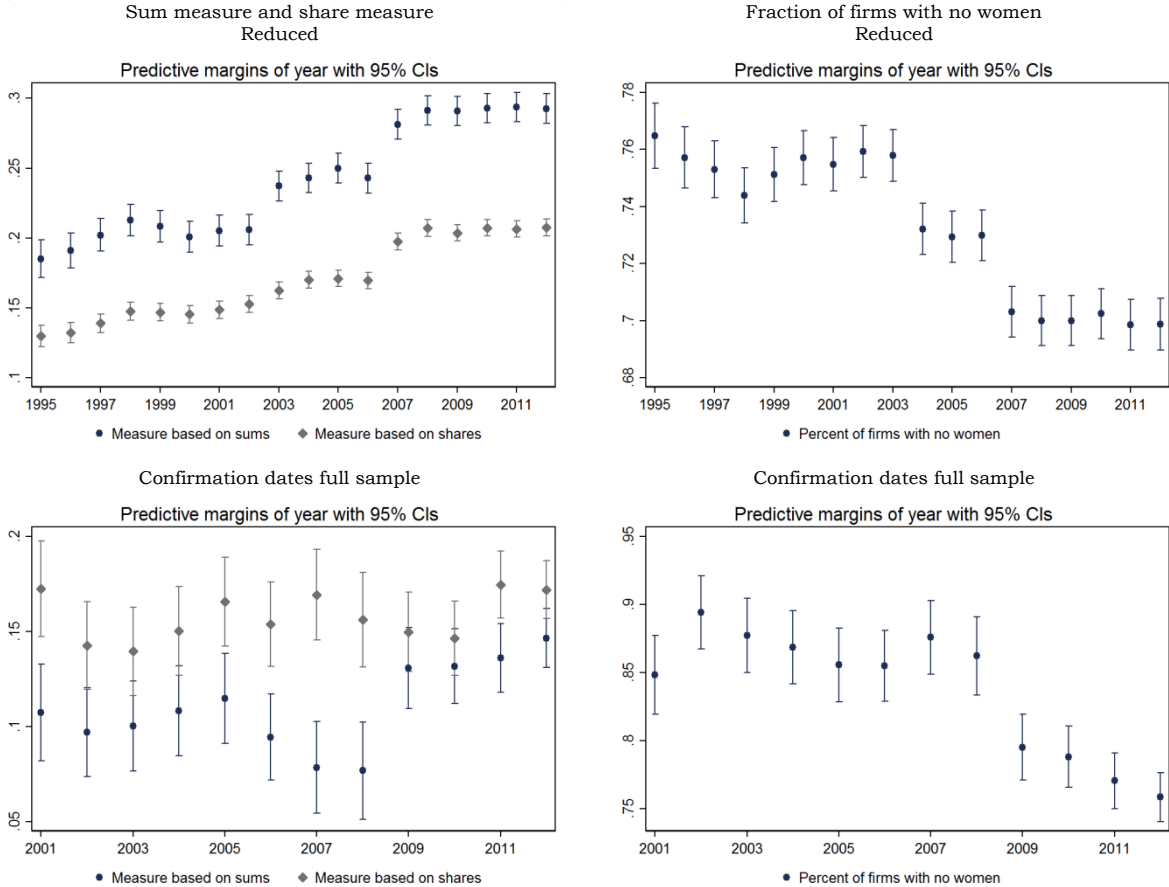 Sum measure and share measure
Reduced
Predictive margins of year with 95% CIs
.3
.25
.2
.15
.1
1995 1997 1999 2001 2003 2005 2007 2009 2011
Measure based on sums Measure based on shares
Fraction of firms with no women
Reduced
Predictive margins of year with 95% CIs
.78
.76
.74
.72
.7
.68
1995 1997 1999 2001 2003 2005 2007 2009 2011
Percent of firms with no women
Confirmation dates full sample
Predictive margins of year with 95% CIs
.2
.15
.1
.05
2001 2003 2005 2007 2009 2011
Measure based on sums Measure based on shares
Confirmation dates full sample
Predictive margins of year with 95% CIs
.95
.9
.85
.8
.75
2001 2003 2005 2007 2009 2011
Percent of firms with no women